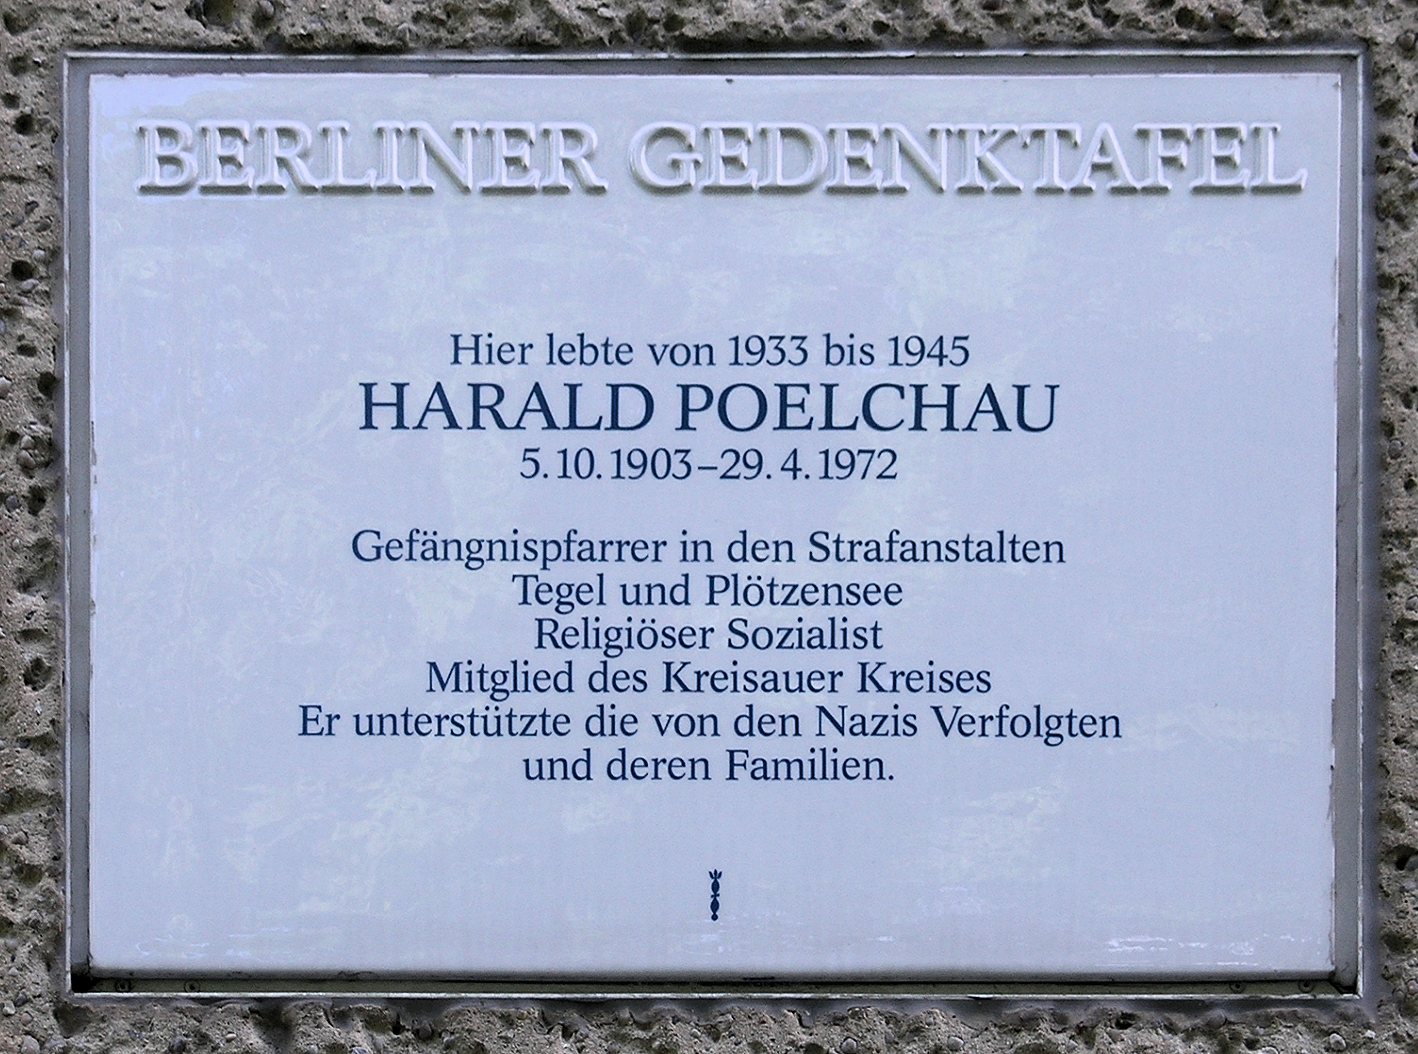 BERLINER GEDENKTAFEL
Hier lebte von 1933 bis 1945
HARALD POELCHAU
5.10.1903–29.4.1972
Gefängnispfarrer in den Strafanstalten
Tegel und Plötzensee
Religiöser Sozialist
Mitglied des Kreisauer Kreises
Er unterstützte die von den Nazis Verfolgten
und deren Familien.